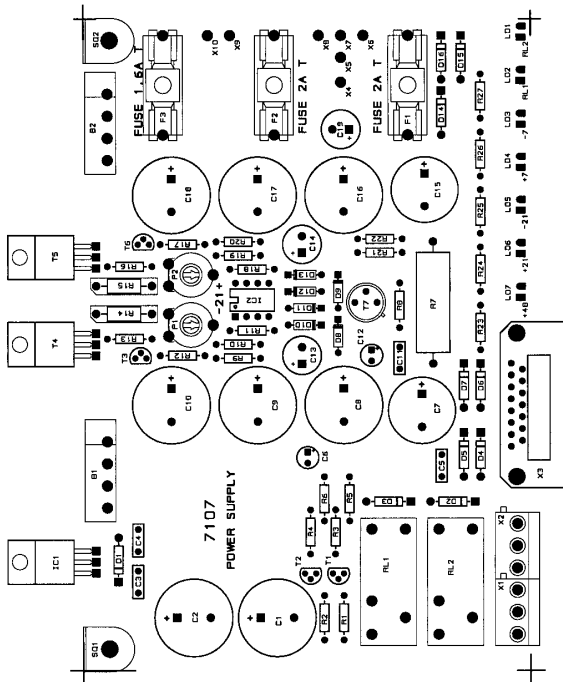 SQ2
X10
X9
X8
X7
X6
X5
X4
LD1
RL2
B2
FUSE 1,6A T
F3
FUSE 2A T
F2
FUSE 2A T
F1
D16
D15
D14
LD2
RL1
R27
LD3
-7
C19
R26
LD4
+7
C18
C17
C16
C15
R25
LD5
-21
T5
T6
R17
R20
R19
R18
C14
R22
R21
R16
P2
R15
D13
D12
D11
D10
D9
R24
LD6
+21
-21+
IC2
T7
R8
R7
LD7
+48
R14
P1
T4
R13
T3
R12
R11
R10
R9
C13
D8
C12
C11
R23
C10
C9
C8
C7
D7
D6
B1
C6
C5
D5
D4
X3
7107
POWER SUPPLY
R6
R5
R4
R3
D3
D2
IC1
D1
C4
C3
T2
T1
RL1
RL2
X2
X1
C2
C1
R2
R1
SQ1